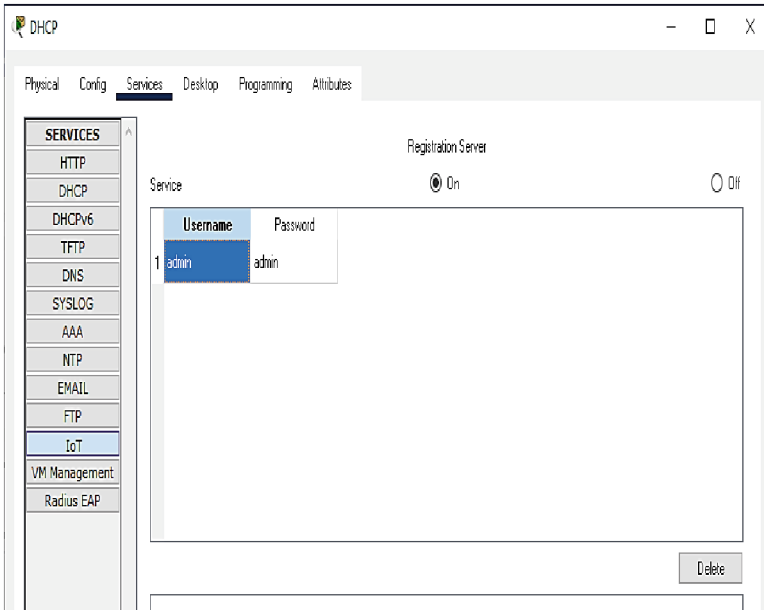 DHCP
Physical Config Services Desktop Programming Attributes
SERVICES
HTTP
DHCP
DHCPv6
TFTP
DNS
SYSLOG
AAA
NTP
EMAIL
FTP
IoT
VM Management
Radius EAP
Registration Server
Service On Off
Username Password
1 admin admin
Delete